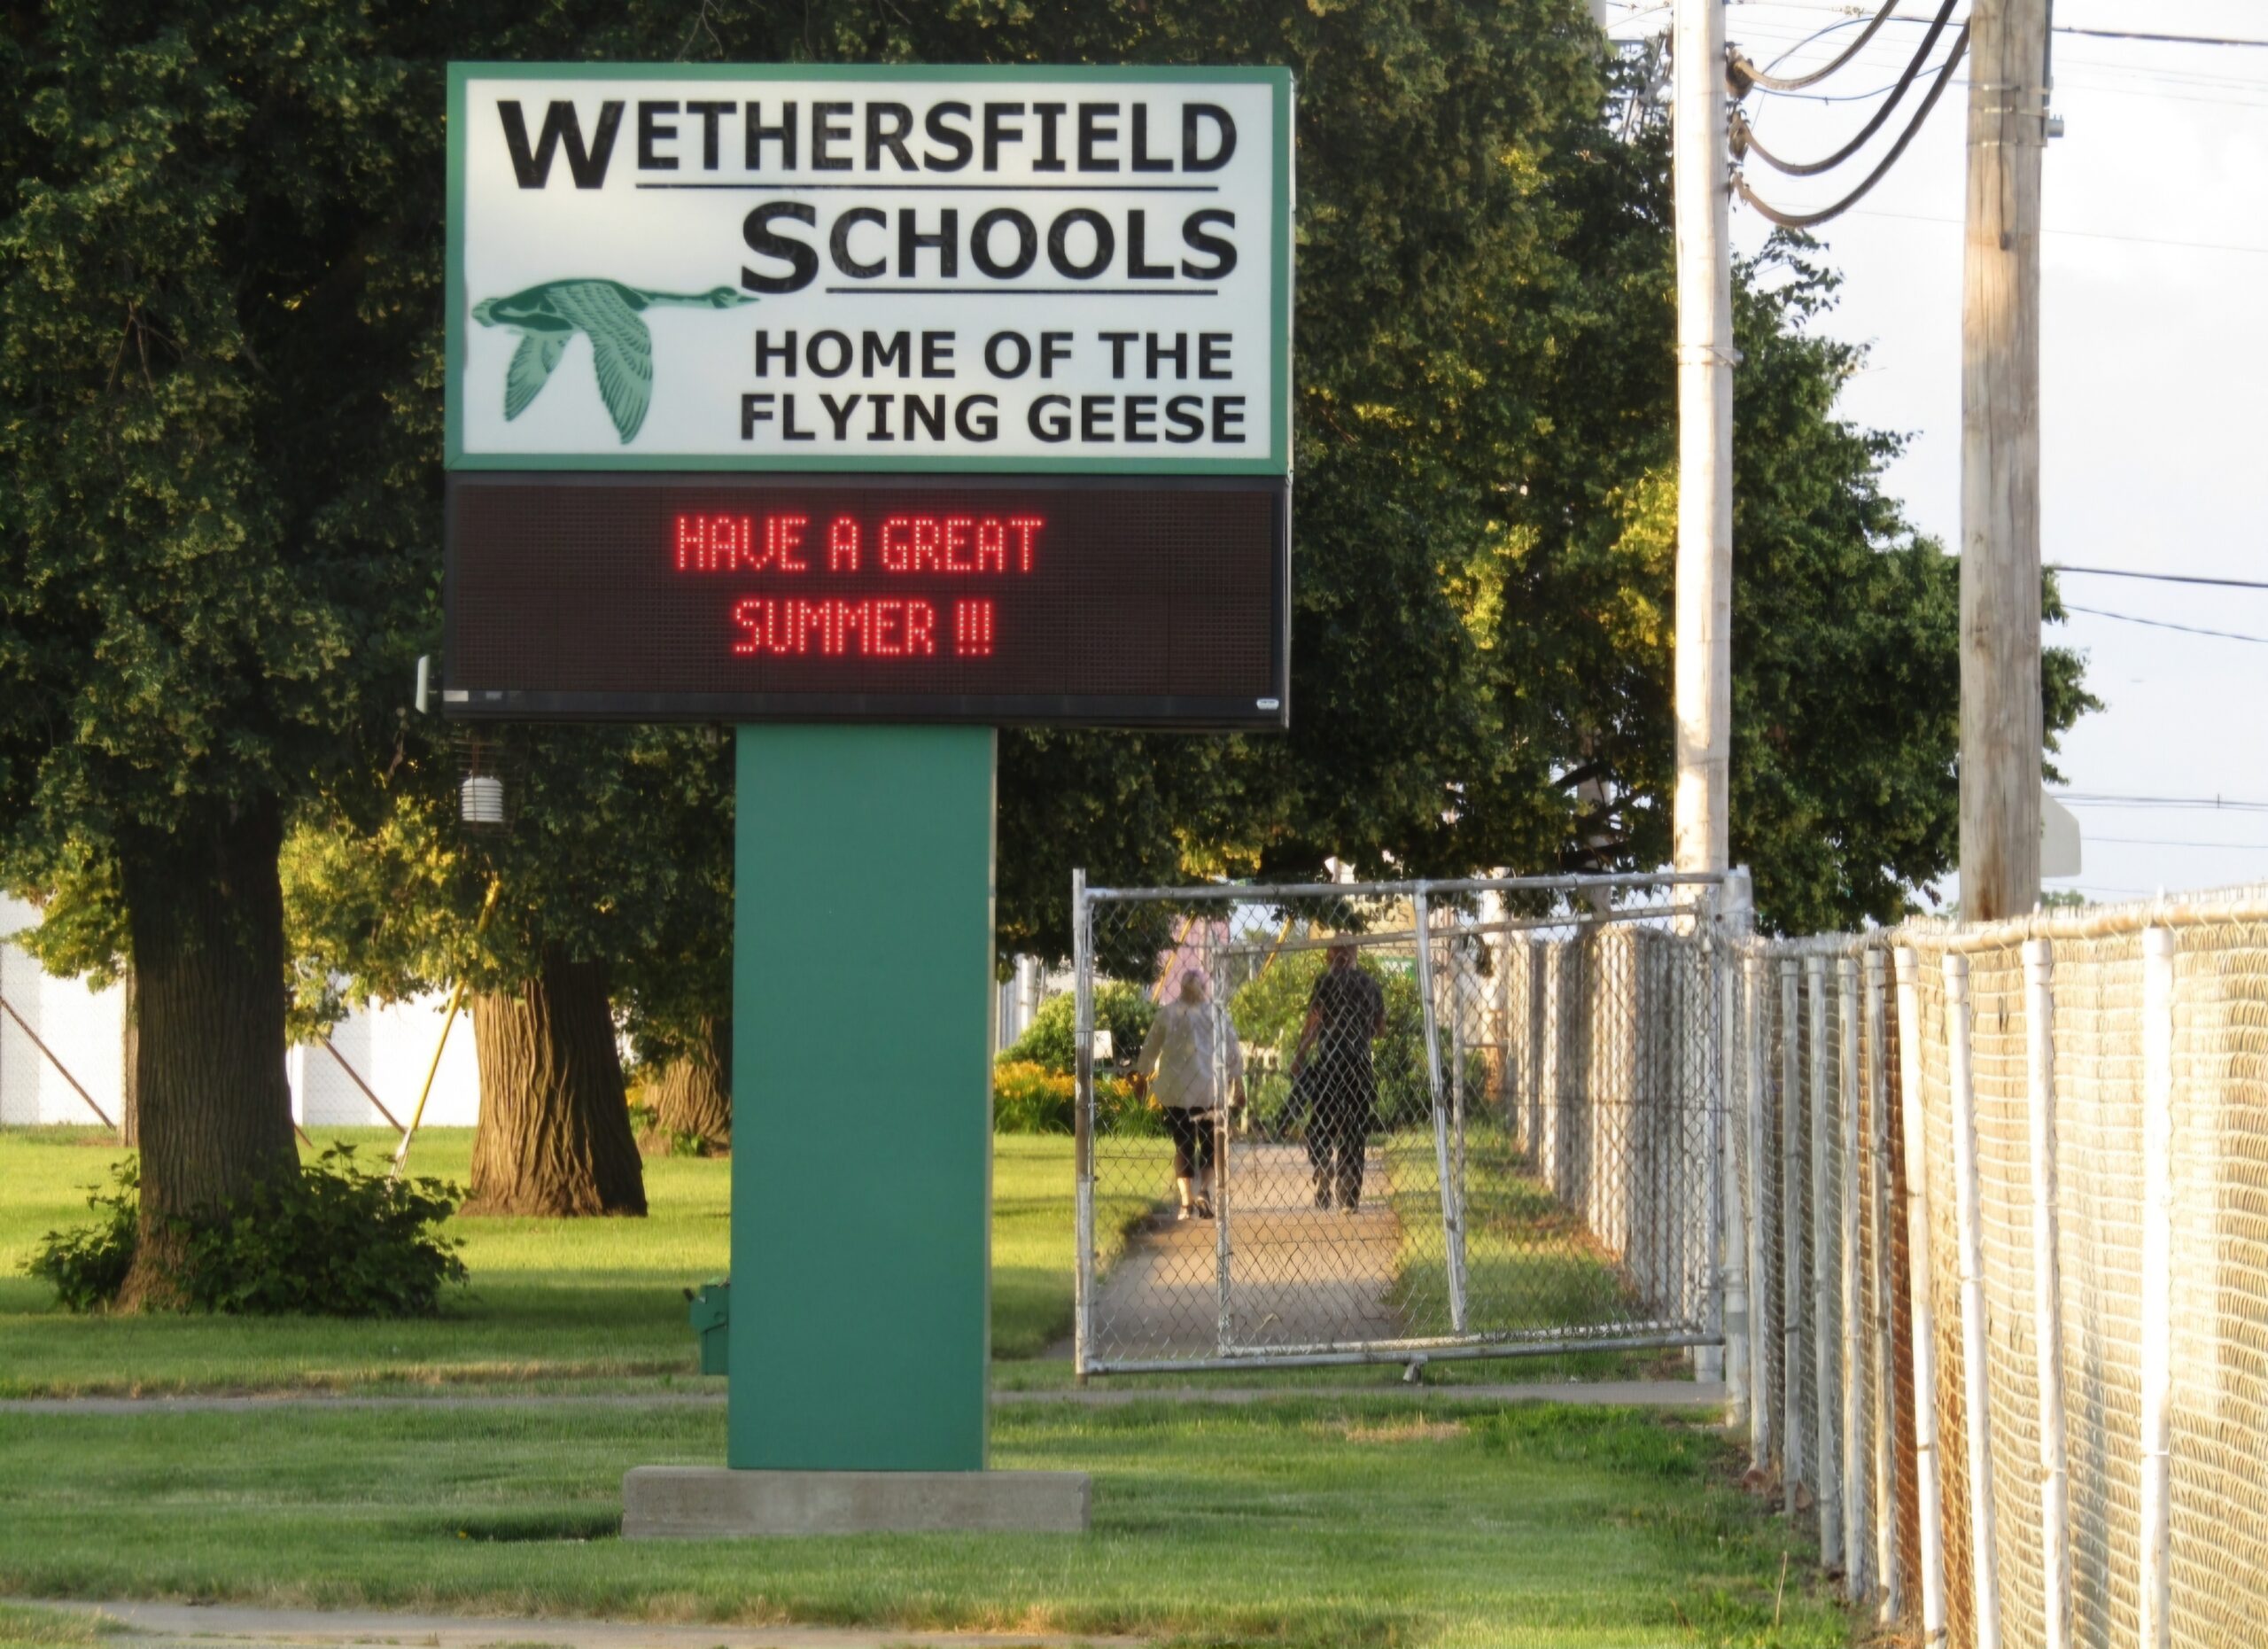 WETHERSFIELD
SCHOOLS
HOME OF THE
FLYING GEESE
HAVE A GREAT
SUMMER !!!